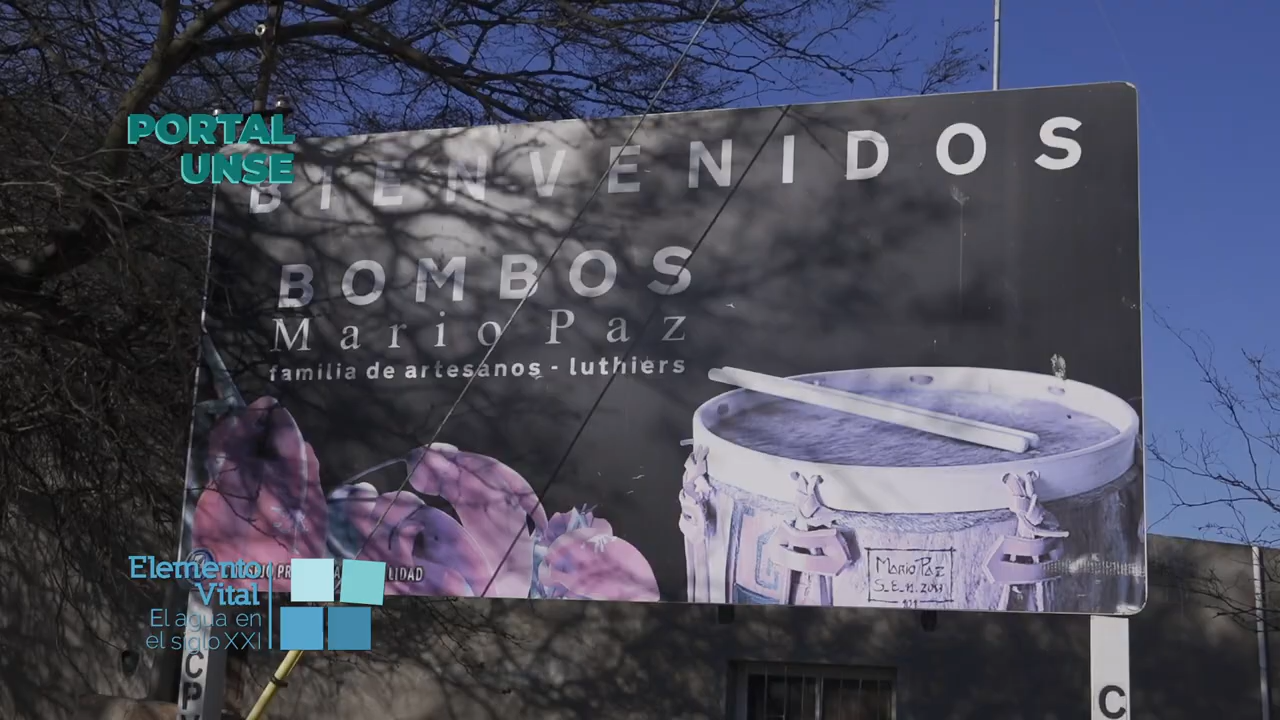 PORTAL
UNSE
BIENVENIDOS
BOMBOS
Mario Paz
familia de artesanos - luthiers
MARIO PAZ
Elemento
Vital
El agua en
el siglo XXI
C